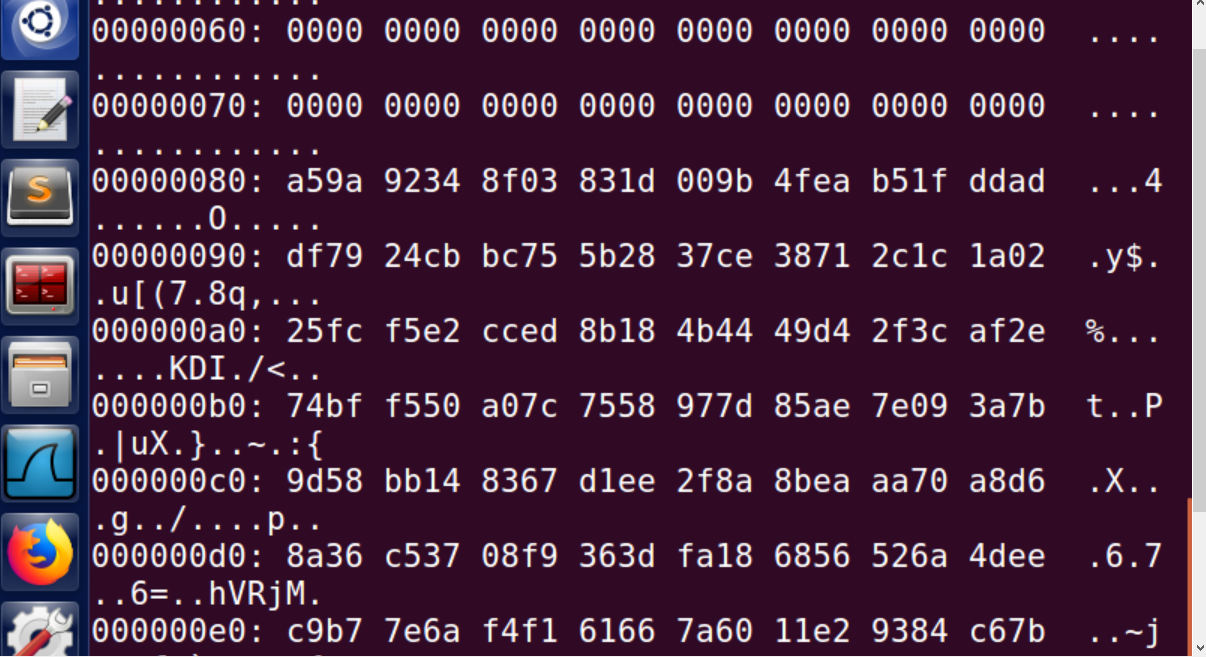 ............
00000060: 0000 0000 0000 0000 0000 0000 0000 0000  ....
............
00000070: 0000 0000 0000 0000 0000 0000 0000 0000  ....
............
00000080: a59a 9234 8f03 831d 009b 4fea b51f ddad  ...4
......O.....
00000090: df79 24cb bc75 5b28 37ce 3871 2c1c 1a02  .y$.
.u[(7.8q,...
000000a0: 25fc f5e2 cced 8b18 4b44 49d4 2f3c af2e  %...
....KDI./<..
000000b0: 74bf f550 a07c 7558 977d 85ae 7e09 3a7b  t..P
.|uX.}..~.:{
000000c0: 9d58 bb14 8367 d1ee 2f8a 8bea aa70 a8d6  .X..
.g../....p..
000000d0: 8a36 c537 08f9 363d fa18 6856 526a 4dee  .6.7
..6=..hVRjM.
000000e0: c9b7 7e6a f4f1 6166 7a60 11e2 9384 c67b  ..~j